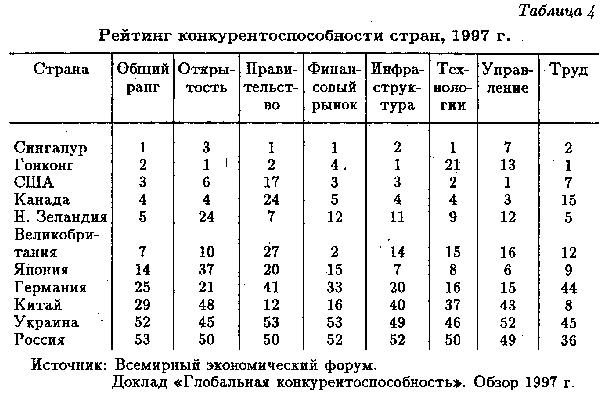 Таблица 4
Рейтинг конкурентоспособности стран, 1997 г.
Страна Общий ранг Откры-тость Прави-тельст-во Финан-совый рынок Инфра-струк-тура Тех-ноло-гии Управ-ление Труд
Сингапур 1 3 1 1 2 1 7 2
Гонконг 2 1 2 4 1 21 13 1
США 3 6 17 3 3 2 1 7
Канада 4 4 24 5 4 4 3 15
Н. Зеландия 5 24 7 12 11 9 12 5
Великобри-
тания 7 10 27 2 14 15 16 12
Япония 14 37 20 15 7 8 6 9
Германия 25 21 41 33 20 16 15 44
Китай 29 48 12 16 40 37 43 8
Украина 52 45 53 53 49 46 52 45
Россия 53 50 50 52 52 50 49 36
Источник: Всемирный экономический форум.
Доклад «Глобальная конкурентоспособность». Обзор 1997 г.